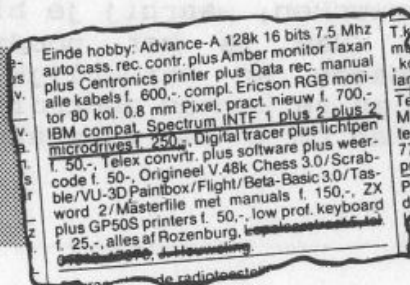 Einde hobby: Advance-A 128k 16 bits 7.5 Mhz
auto cass. rec. contr. plus Amber monitor Taxan
plus Centronics printer plus Data rec. manual
alle kabels f. 600,-. compl. Ericson RGB moni-
tor 80 kol. 0.8 mm Pixel, pract. nieuw f. 700,-
IBM compat. Spectrum INTF 1 plus 2 plus 2
microdrives f. 250,-, Digital tracer plus lichtpen
f. 50,-, Telex convrtr. plus software plus weer-
code f. 50-, Origineel V.48k Chess 3.0/Scrab-
ble/VU-3D Paintbox/Flight/Beta-Basic 3.0/Tas-
word 2/Masterfile met manuals f. 150,-, ZX
plus GP50S printers f. 50,-, low prof. keyboard
f. 25,-, alles af Rozenburg,
radiotoestel